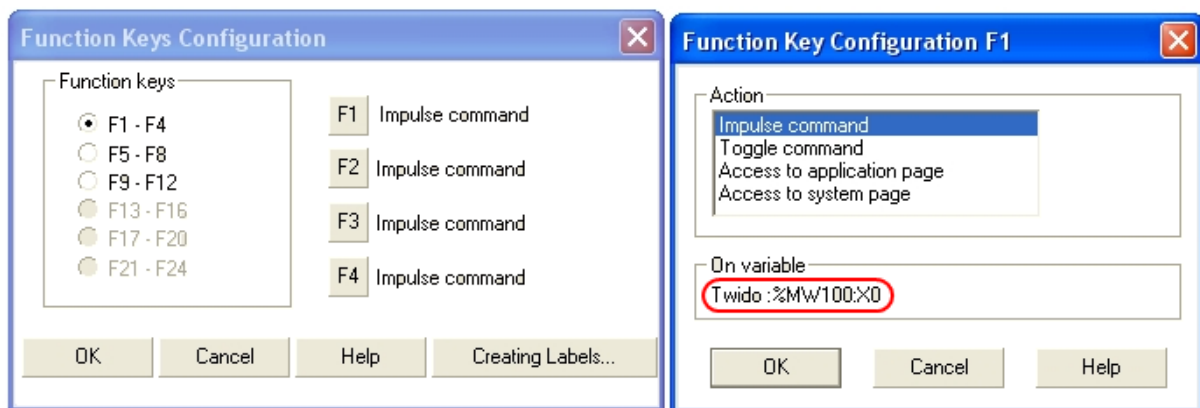 Function Keys Configuration
Function keys
F1 - F4
F5 - F8
F9 - F12
F13 - F16
F17 - F20
F21 - F24
F1 Impulse command
F2 Impulse command
F3 Impulse command
F4 Impulse command
OK Cancel Help Creating Labels...
Function Key Configuration F1
Action
Impulse command
Toggle command
Access to application page
Access to system page
On variable
Twido :%MW100:X0
OK Cancel Help